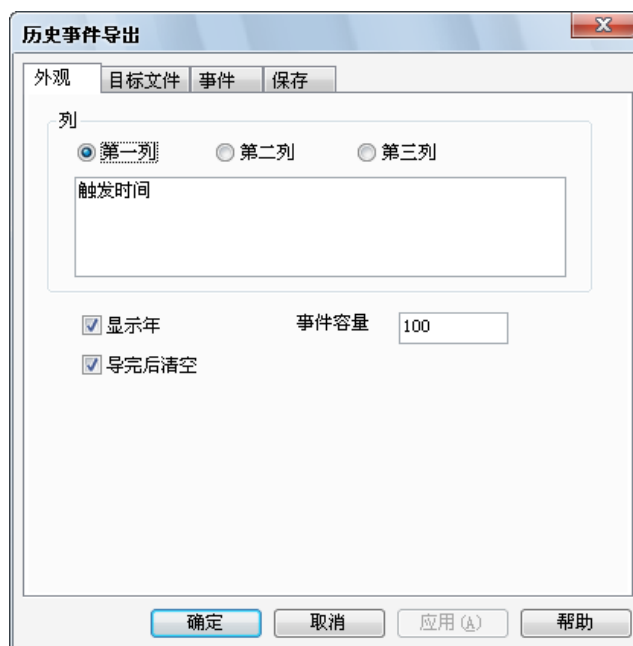 历史事件导出
外观 目标文件 事件 保存
列
第一列 第二列 第三列
触发时间
显示年 事件容量 100
导完后清空
确定 取消 应用(A) 帮助